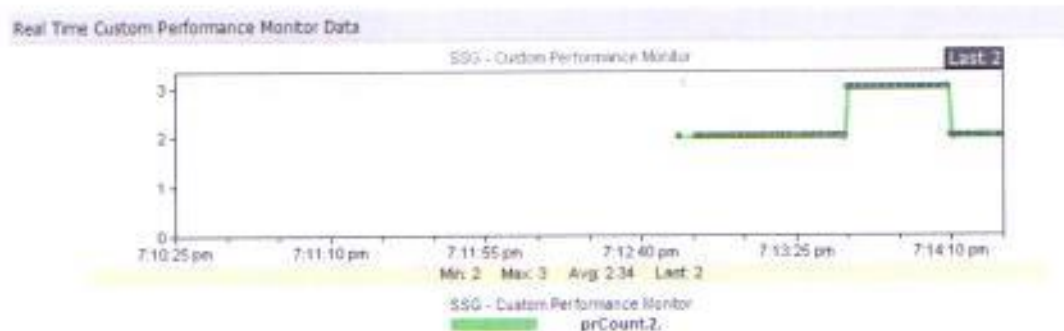 Real Time Custom Performance Monitor Data
SSG - Custom Performance Monitor
Last: 2
3
2
1
0
7:10:25 pm 7:11:10 pm 7:11:55 pm 7:12:40 pm 7:13:25 pm 7:14:10 pm
Min: 2 Max: 3 Avg: 2.34 Last: 2
SSG - Custom Performance Monitor
prCount.2.